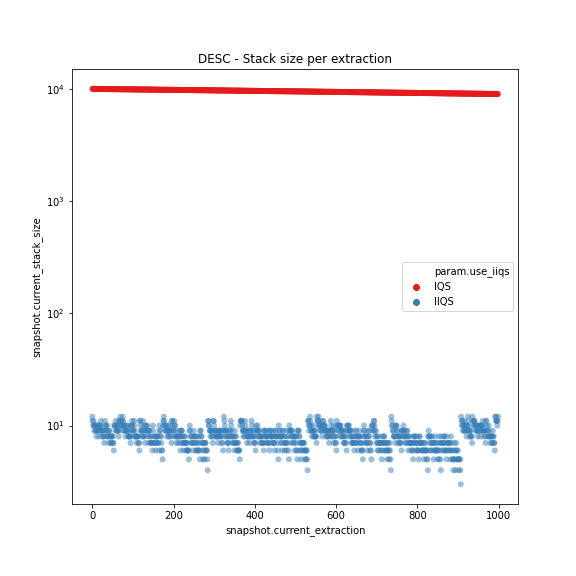 DESC - Stack size per extraction
10⁴
10³
10²
10¹
snapshot.current_stack_size
param.use_iiqs
IQS
IIQS
0 200 400 600 800 1000
snapshot.current_extraction